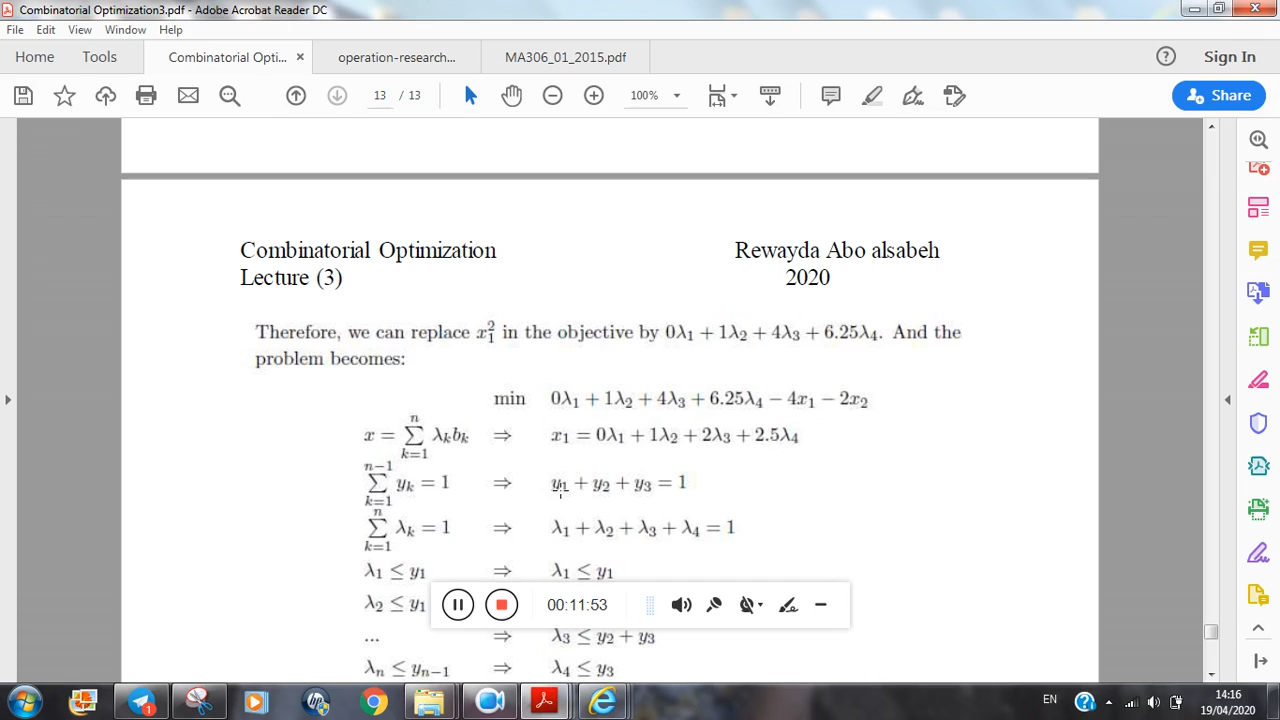 Combinatorial Optimization3.pdf - Adobe Acrobat Reader DC
File Edit View Window Help
Home Tools Combinatorial Opti... × operation-research... MA306_01_2015.pdf ? Sign In
13 / 13 100% Share
Combinatorial Optimization Rewayda Abo alsabeh
Lecture (3) 2020
Therefore, we can replace x₁² in the objective by 0λ₁ + 1λ₂ + 4λ₃ + 6.25λ₄. And the
problem becomes:
min 0λ₁ + 1λ₂ + 4λ₃ + 6.25λ₄ − 4x₁ − 2x₂
x = ∑ₖ₌₁ⁿ λₖbₖ ⇒ x₁ = 0λ₁ + 1λ₂ + 2λ₃ + 2.5λ₄
∑ₖ₌₁ⁿ⁻¹ yₖ = 1 ⇒ y₁ + y₂ + y₃ = 1
∑ₖ₌₁ⁿ λₖ = 1 ⇒ λ₁ + λ₂ + λ₃ + λ₄ = 1
λ₁ ≤ y₁ ⇒ λ₁ ≤ y₁
λ₂ ≤ y₁
00:11:53
... ⇒ λ₃ ≤ y₂ + y₃
λₙ ≤ yₙ₋₁ ⇒ λ₄ ≤ y₃
EN 14:16
19/04/2020